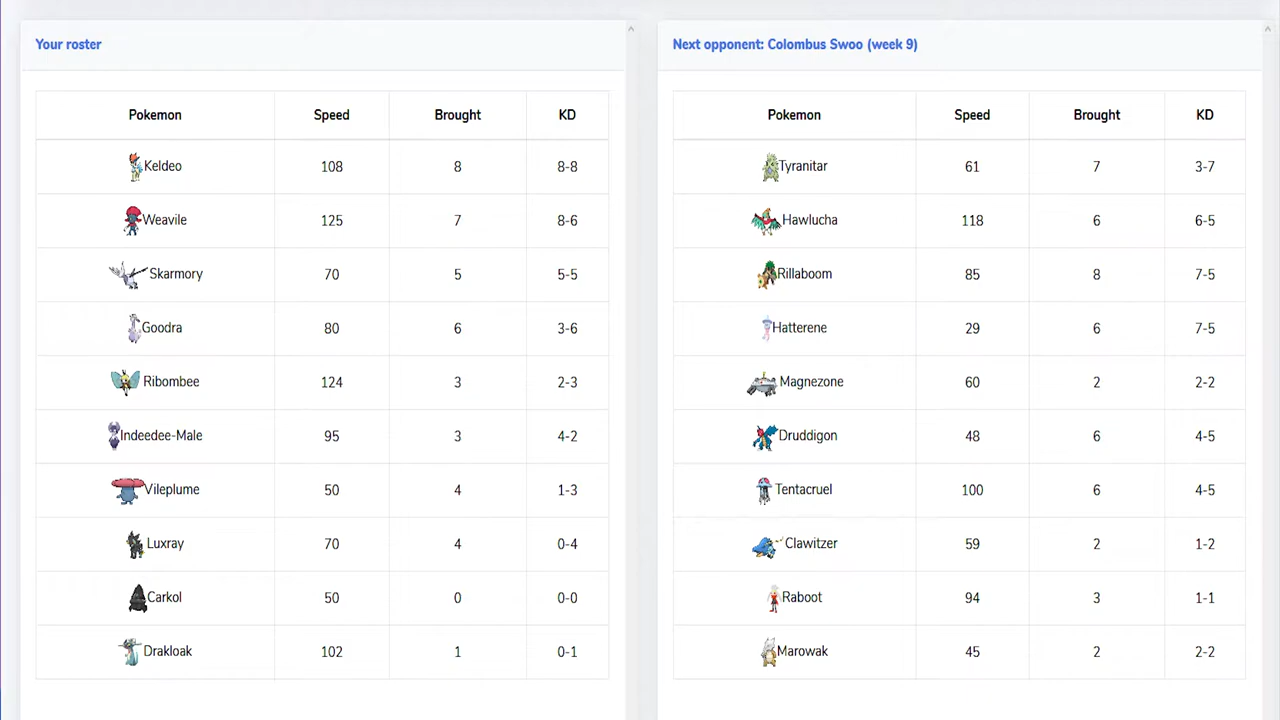 Your roster
Pokemon Speed Brought KD
Keldeo 108 8 8-8
Weavile 125 7 8-6
Skarmory 70 5 5-5
Goodra 80 6 3-6
Ribombee 124 3 2-3
Indeedee-Male 95 3 4-2
Vileplume 50 4 1-3
Luxray 70 4 0-4
Carkol 50 0 0-0
Drakloak 102 1 0-1
Next opponent: Colombus Swoo (week 9)
Pokemon Speed Brought KD
Tyranitar 61 7 3-7
Hawlucha 118 6 6-5
Rillaboom 85 8 7-5
Hatterene 29 6 7-5
Magnezone 60 2 2-2
Druddigon 48 6 4-5
Tentacruel 100 6 4-5
Clawitzer 59 2 1-2
Raboot 94 3 1-1
Marowak 45 2 2-2